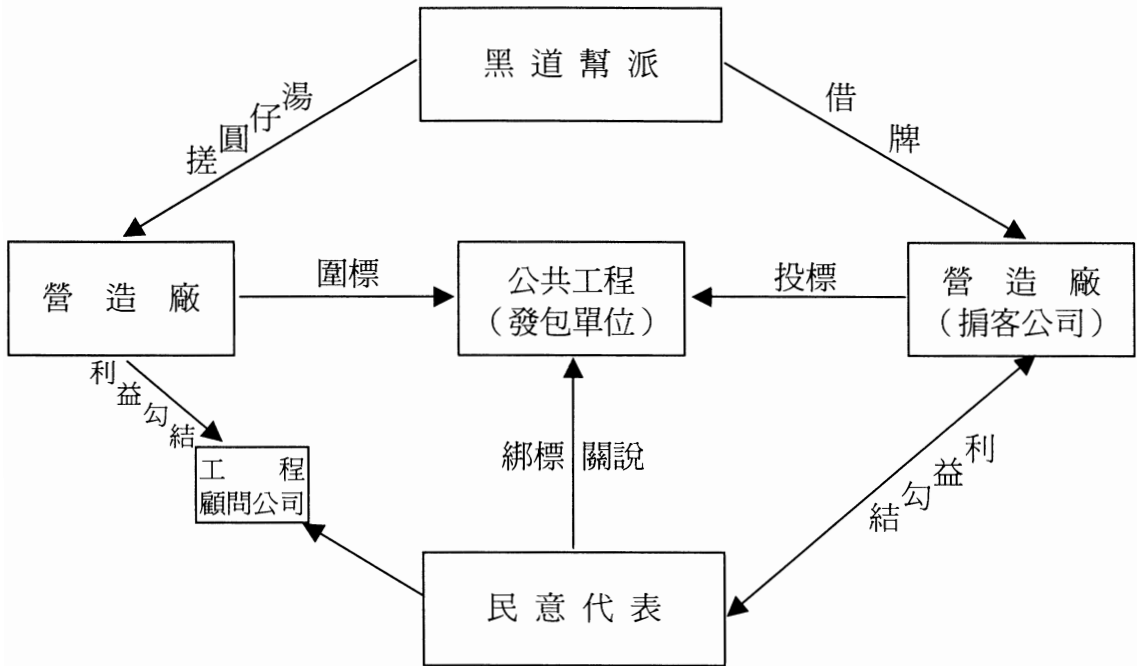 黑道幫派
搓圓仔湯
借牌
營造廠
圍標
公共工程
（發包單位）
投標
營造廠
（掮客公司）
利益勾結
工程
顧問公司
綁標 關說
利益勾結
民意代表